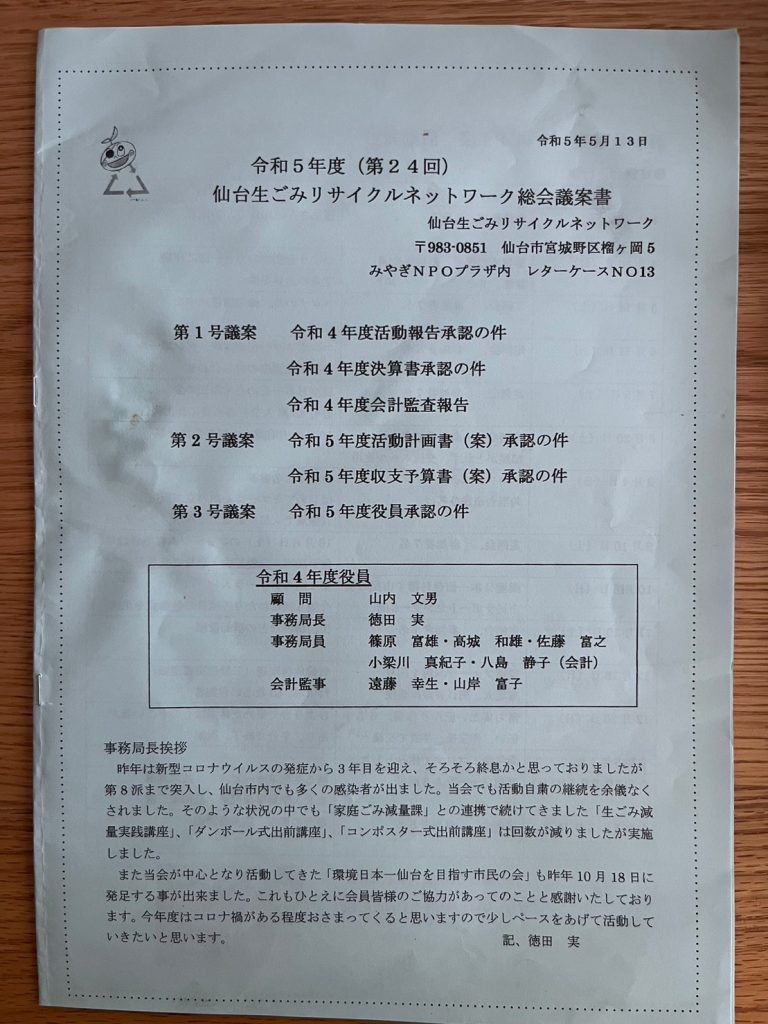 令和5年5月13日
令和5年度（第24回）
仙台生ごみリサイクルネットワーク総会議案書
仙台生ごみリサイクルネットワーク
〒983-0851　仙台市宮城野区榴ヶ岡5
みやぎNPOプラザ内　レターケースNO13
第1号議案　令和4年度活動報告承認の件
令和4年度決算書承認の件
令和4年度会計監査報告
第2号議案　令和5年度活動計画書（案）承認の件
令和5年度収支予算書（案）承認の件
第3号議案　令和5年度役員承認の件
令和4年度役員
顧　問　山内　文男
事務局長　徳田　実
事務局員　篠原　富雄・高城　和雄・佐藤　富之
小梁川　真紀子・八島　静子（会計）
会計監事　遠藤　幸生・山岸　富子
事務局長挨拶
昨年は新型コロナウイルスの発症から3年目を迎え、そろそろ終息かと思っておりましたが
第8派まで突入し、仙台市内でも多くの感染者が出ました。当会でも活動自粛の継続を余儀なく
されました。そのような状況の中でも「家庭ごみ減量課」との連携で続けてきました「生ごみ減
量実践講座」、「ダンボール式出前講座」、「コンポスター式出前講座」は回数が減りましたが実施
しました。
また当会が中心となり活動してきた「環境日本一仙台を目指す市民の会」も昨年10月18日に
発足する事が出来ました。これもひとえに会員皆様のご協力があってのことと感謝いたしており
ます。今年度はコロナ禍がある程度おさまってくると思いますので少しペースをあげて活動して
いきたいと思います。　記、徳田　実